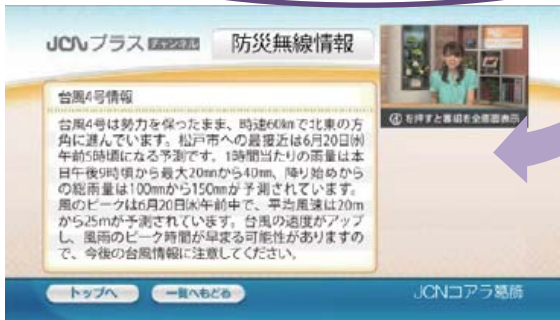 JCNプラスチャンネル
防災無線情報
台風4号情報
台風4号は勢力を保ったまま、時速60kmで北東の方
角に進んでいます。松戸市への最接近は6月20日㈬
午前5時頃になる予測です。1時間当たりの雨量は本
日午後9時頃から最大20mmから40mm、降り始めから
の総雨量は100mmから150mmが予測されています。
風のピークは6月20日㈬午前中で、平均風速は20m
から25mが予測されています。台風の速度がアップ
し、風雨のピーク時間が早まる可能性がありますの
で、今後の台風情報に注意してください。
を押すと番組を全画面表示
トップへ
一覧へもどる
JCNコアラ葛飾